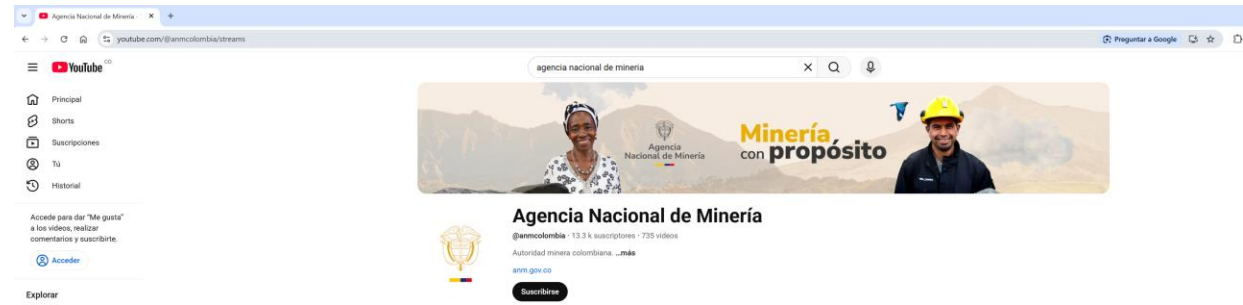 Agencia Nacional de Minería
youtube.com/@anmcolombia/streams
Preguntar a Google
YouTube CO
agencia nacional de mineria
Principal
Shorts
Suscripciones
Tú
Historial
Accede para dar "Me gusta"
a los videos, realizar
comentarios y suscribirte.
Acceder
Explorar
Agencia
Nacional de Minería
Minería
con propósito
Agencia Nacional de Minería
@anmcolombia · 13.3 k suscriptores · 735 videos
Autoridad minera colombiana. ...más
anm.gov.co
Suscribirse